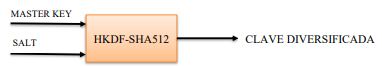 MASTER KEY
SALT
HKDF-SHA512
CLAVE DIVERSIFICADA